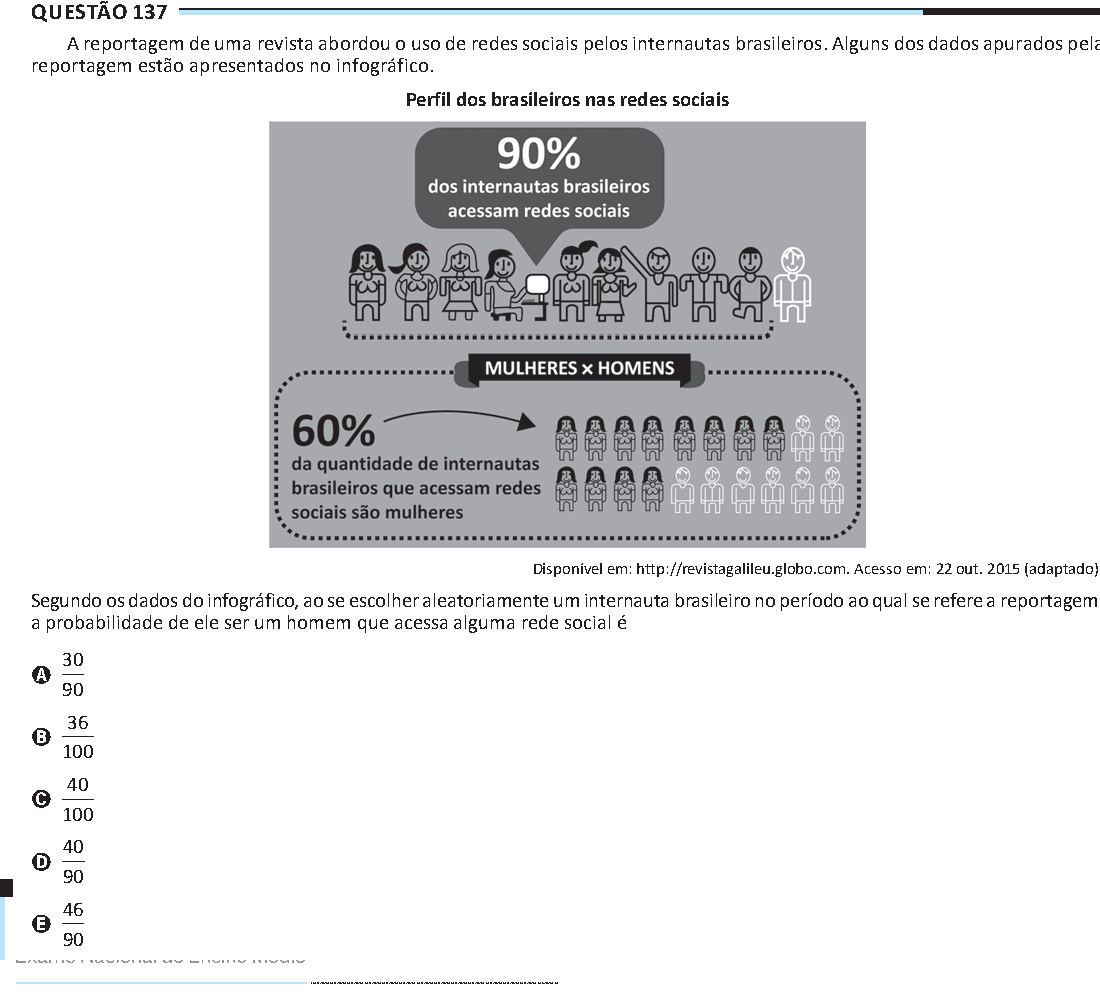 QUESTÃO 137
A reportagem de uma revista abordou o uso de redes sociais pelos internautas brasileiros. Alguns dos dados apurados pela
reportagem estão apresentados no infográfico.
Perfil dos brasileiros nas redes sociais
90%
dos internautas brasileiros
acessam redes sociais
MULHERES x HOMENS
60%
da quantidade de internautas
brasileiros que acessam redes
sociais são mulheres
Disponível em: http://revistagalileu.globo.com. Acesso em: 22 out. 2015 (adaptado)
Segundo os dados do infográfico, ao se escolher aleatoriamente um internauta brasileiro no período ao qual se refere a reportagem
a probabilidade de ele ser um homem que acessa alguma rede social é
A 30/90
B 36/100
C 40/100
D 40/90
E 46/90
Exame Nacional do Ensino Médio